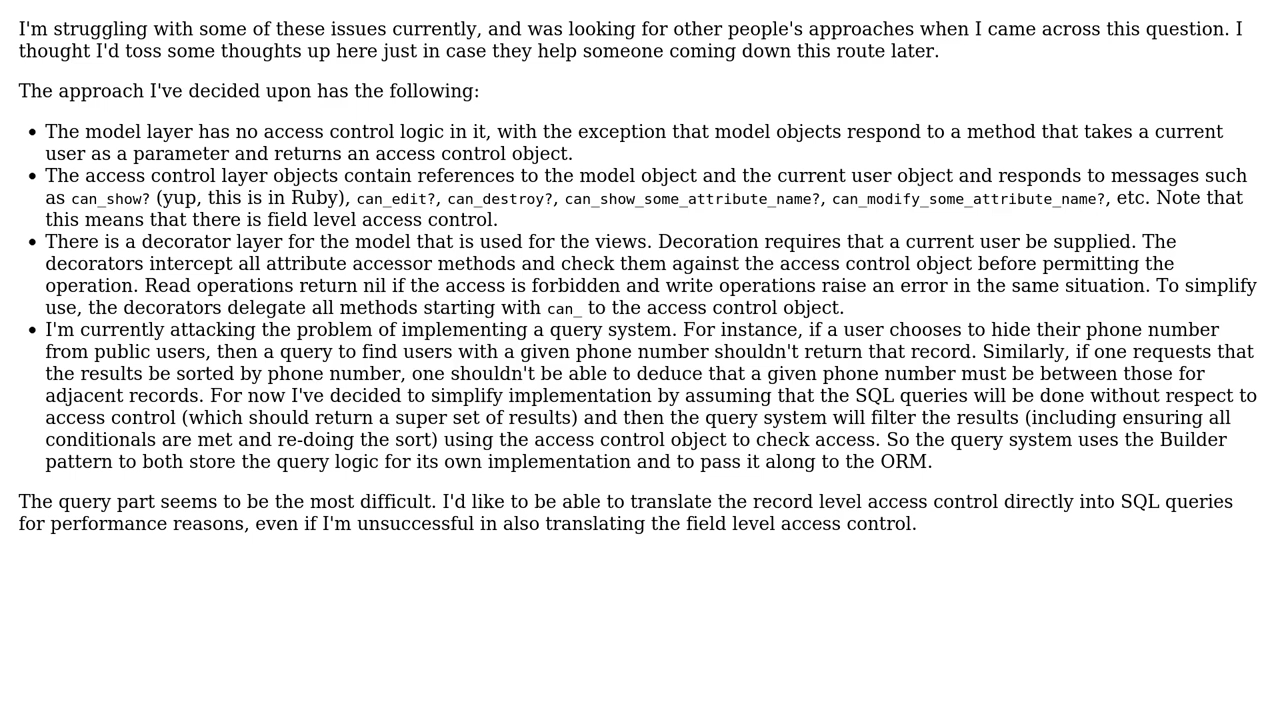 I'm struggling with some of these issues currently, and was looking for other people's approaches when I came across this question. I
thought I'd toss some thoughts up here just in case they help someone coming down this route later.
The approach I've decided upon has the following:
• The model layer has no access control logic in it, with the exception that model objects respond to a method that takes a current
user as a parameter and returns an access control object.
• The access control layer objects contain references to the model object and the current user object and responds to messages such
as can_show? (yup, this is in Ruby), can_edit?, can_destroy?, can_show_some_attribute_name?, can_modify_some_attribute_name?, etc. Note that
this means that there is field level access control.
• There is a decorator layer for the model that is used for the views. Decoration requires that a current user be supplied. The
decorators intercept all attribute accessor methods and check them against the access control object before permitting the
operation. Read operations return nil if the access is forbidden and write operations raise an error in the same situation. To simplify
use, the decorators delegate all methods starting with can_ to the access control object.
• I'm currently attacking the problem of implementing a query system. For instance, if a user chooses to hide their phone number
from public users, then a query to find users with a given phone number shouldn't return that record. Similarly, if one requests that
the results be sorted by phone number, one shouldn't be able to deduce that a given phone number must be between those for
adjacent records. For now I've decided to simplify implementation by assuming that the SQL queries will be done without respect to
access control (which should return a super set of results) and then the query system will filter the results (including ensuring all
conditionals are met and re-doing the sort) using the access control object to check access. So the query system uses the Builder
pattern to both store the query logic for its own implementation and to pass it along to the ORM.
The query part seems to be the most difficult. I'd like to be able to translate the record level access control directly into SQL queries
for performance reasons, even if I'm unsuccessful in also translating the field level access control.